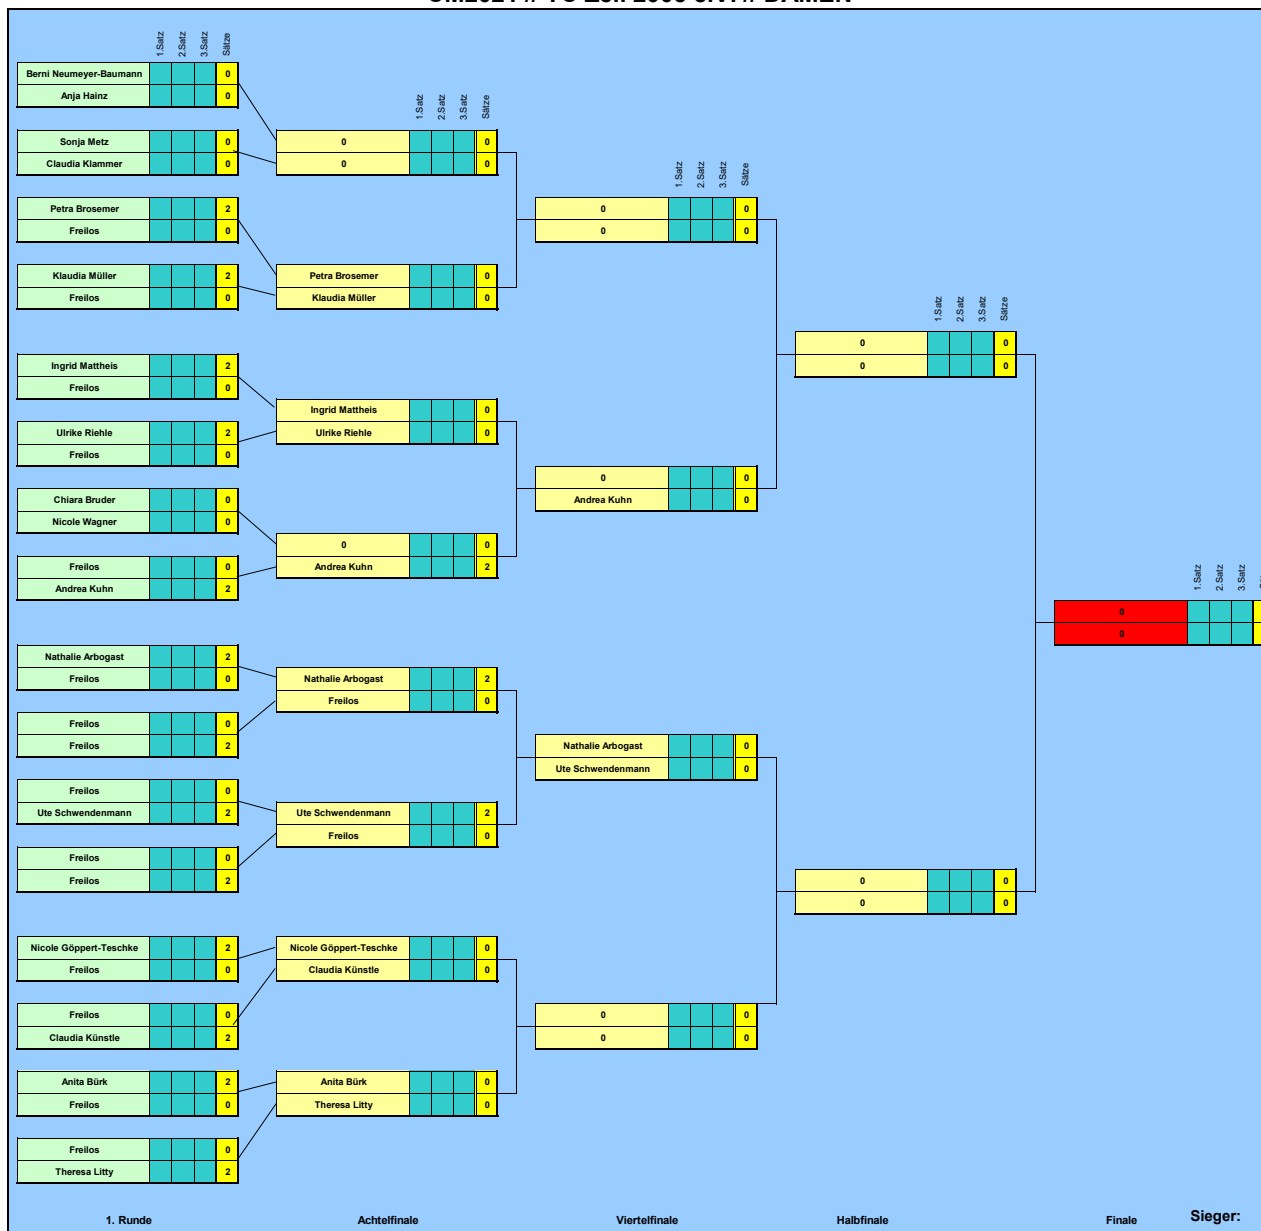 1.Satz 2.Satz 3.Satz Sätze
Berni Neumeyer-Baumann 0
Anja Hainz 0
Sonja Metz 0
Claudia Klammer 0
Petra Brosemer 2
Freilos 0
Klaudia Müller 2
Freilos 0
Ingrid Mattheis 2
Freilos 0
Ulrike Riehle 2
Freilos 0
Chiara Bruder 0
Nicole Wagner 0
Freilos 0
Andrea Kuhn 2
Nathalie Arbogast 2
Freilos 0
Freilos 0
Freilos 2
Freilos 0
Ute Schwendenmann 2
Freilos 0
Freilos 2
Nicole Göppert-Teschke 2
Freilos 0
Freilos 0
Claudia Künstle 2
Anita Bürk 2
Freilos 0
Freilos 0
Theresa Litty 2
1. Runde
1.Satz 2.Satz 3.Satz Sätze
0 0
0 0
Petra Brosemer 0
Klaudia Müller 0
Ingrid Mattheis 0
Ulrike Riehle 0
0 0
Andrea Kuhn 2
Nathalie Arbogast 2
Freilos 0
Ute Schwendenmann 2
Freilos 0
Nicole Göppert-Teschke 0
Claudia Künstle 0
Anita Bürk 0
Theresa Litty 0
Achtelfinale
1.Satz 2.Satz 3.Satz Sätze
0 0
0 0
0 0
Andrea Kuhn 0
Nathalie Arbogast 0
Ute Schwendenmann 0
0 0
0 0
Viertelfinale
1.Satz 2.Satz 3.Satz Sätze
0 0
0 0
0 0
0 0
Halbfinale
1.Satz 2.Satz 3.Satz
0
0
Finale
Sieger: